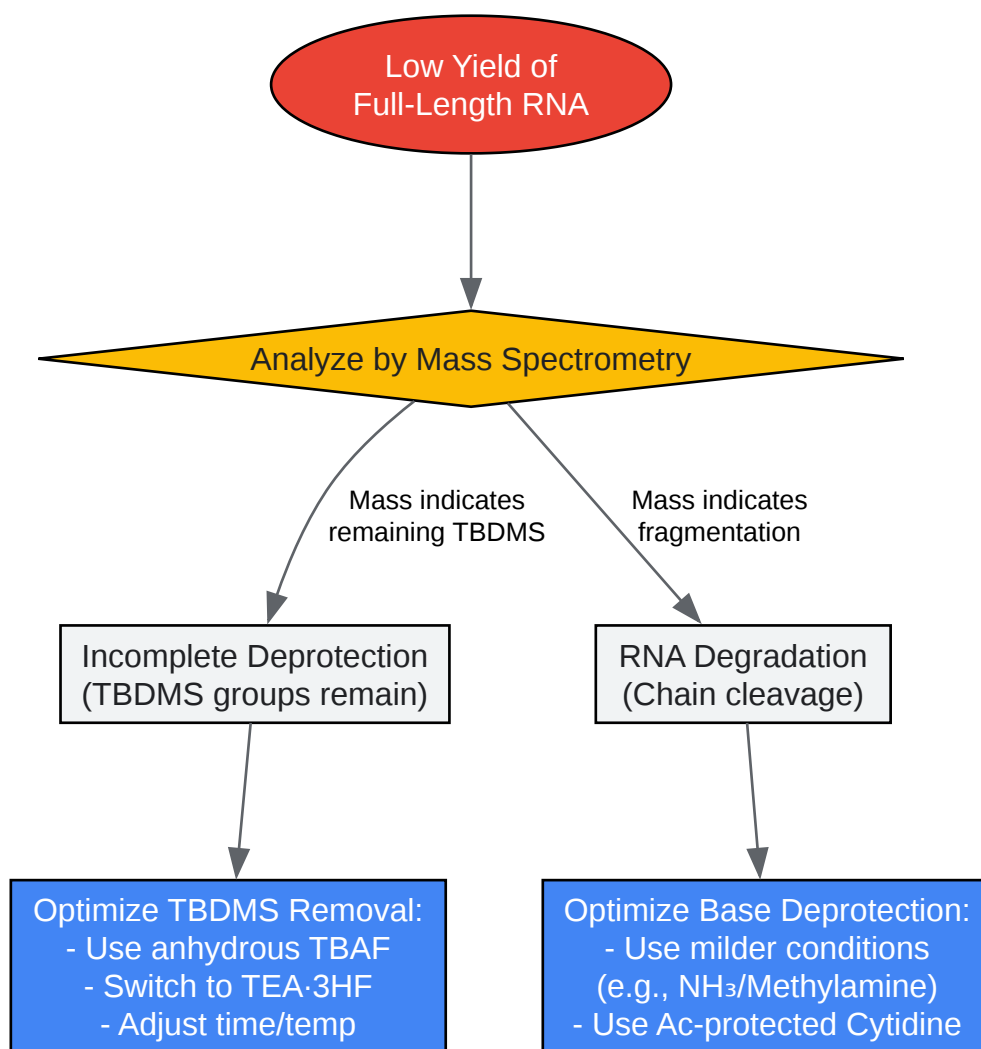 Low Yield of
Full-Length RNA
Analyze by Mass Spectrometry
Mass indicates
remaining TBDMS
Mass indicates
fragmentation
Incomplete Deprotection
(TBDMS groups remain)
RNA Degradation
(Chain cleavage)
Optimize TBDMS Removal:
- Use anhydrous TBAF
- Switch to TEA·3HF
- Adjust time/temp
Optimize Base Deprotection:
- Use milder conditions
(e.g., NH₃/Methylamine)
- Use Ac-protected Cytidine